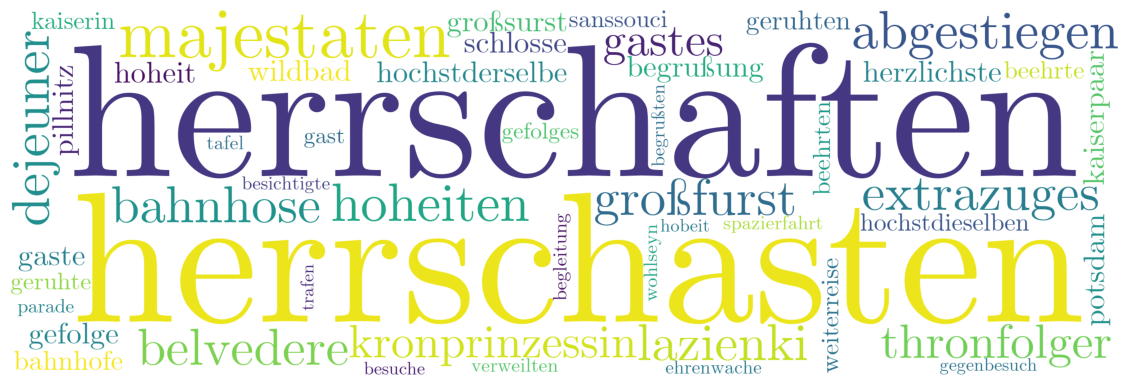 kaiserin
majestaten
großsurst
sanssouci
geruhten
abgestiegen
schlosse
gastes
dejeuner
pillnitz
hoheit
wildbad
hochstderselbe
begrußung
herzlichste
beehrte
kaiserpaar
herrschaften
tafel
gast
gefolges
begrußten
beehrten
besichtigte
bahnhose
hoheiten
großfurst
extrazuges
herrschasten
begleitung
hobeit
spazierfahrt
hochstdieselben
gaste
geruhte
parade
trafen
wohlseyn
weiterreise
potsdam
gefolge
bahnhofe
belvedere
kronprinzessin
lazienki
thronfolger
besuche
verweilten
ehrenwache
gegenbesuch